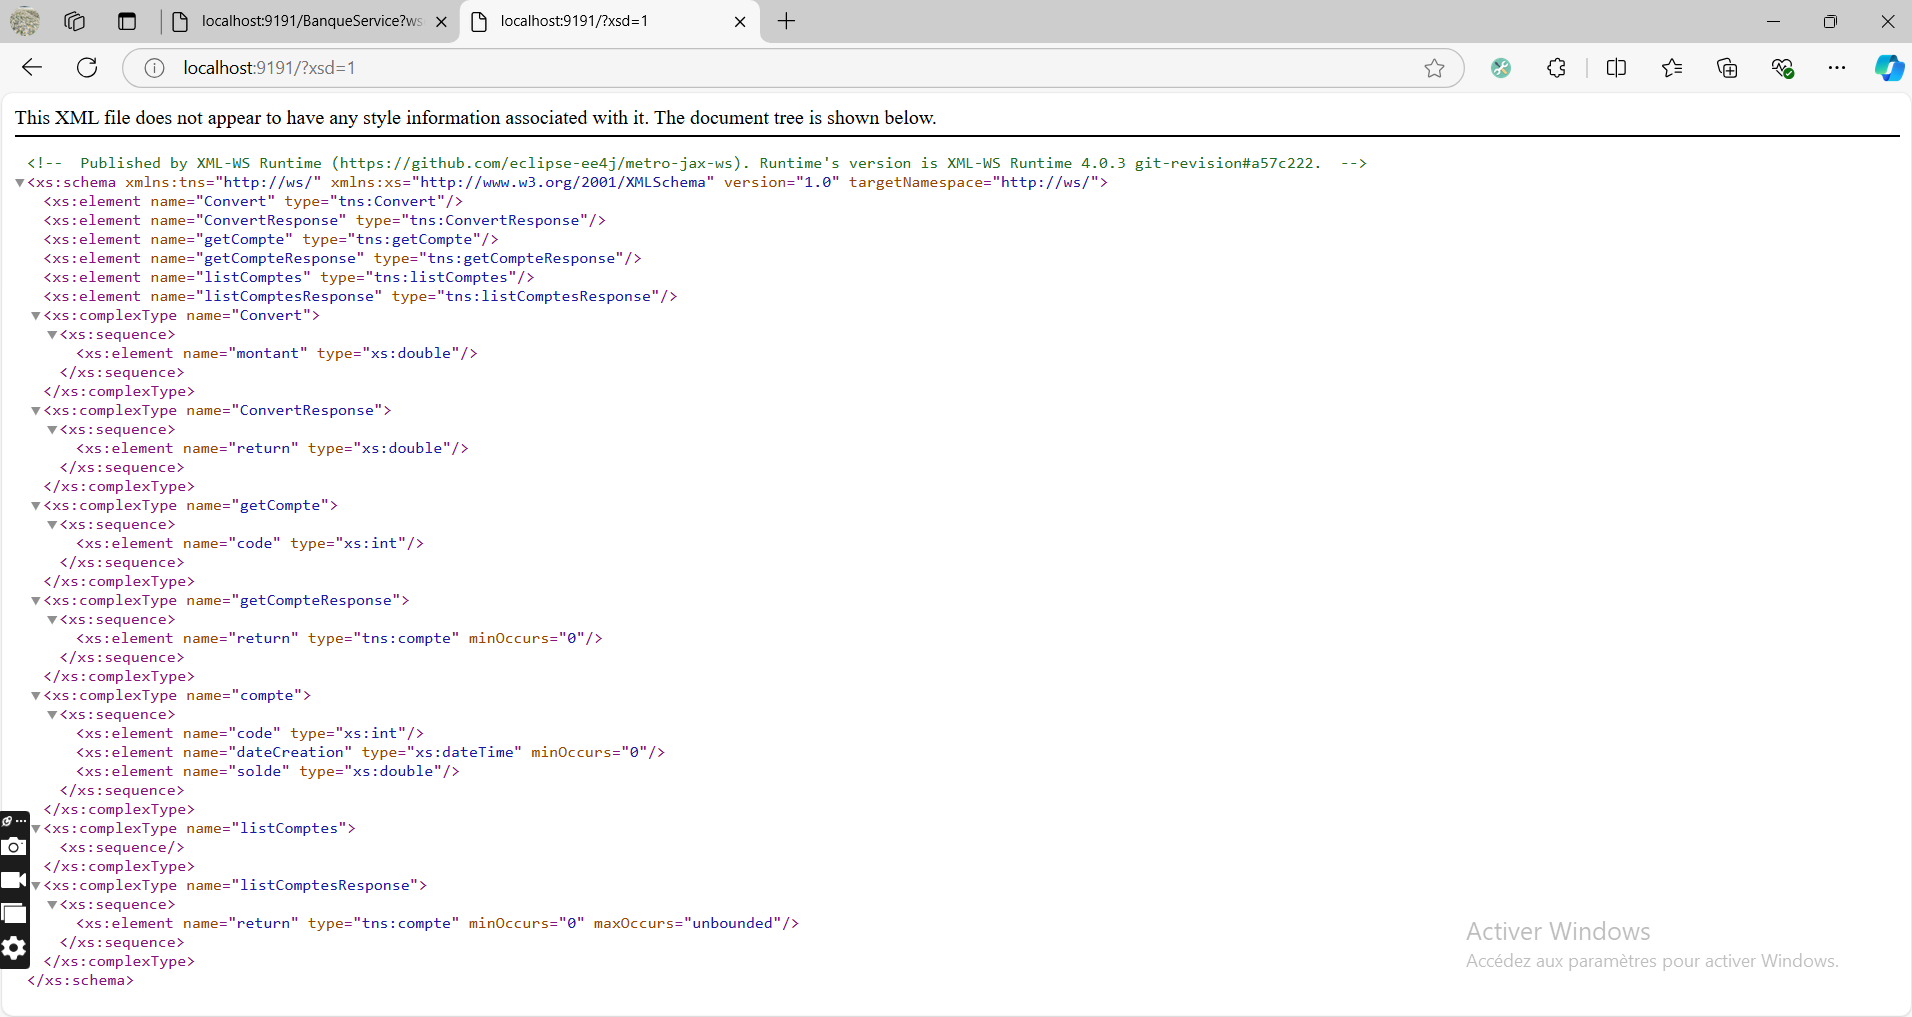 localhost:9191/BanqueService?ws
localhost:9191/?xsd=1
localhost:9191/?xsd=1
This XML file does not appear to have any style information associated with it. The document tree is shown below.
<!--  Published by XML-WS Runtime (https://github.com/eclipse-ee4j/metro-jax-ws). Runtime's version is XML-WS Runtime 4.0.3 git-revision#a57c222.  -->
<xs:schema xmlns:tns="http://ws/" xmlns:xs="http://www.w3.org/2001/XMLSchema" version="1.0" targetNamespace="http://ws/">
<xs:element name="Convert" type="tns:Convert"/>
<xs:element name="ConvertResponse" type="tns:ConvertResponse"/>
<xs:element name="getCompte" type="tns:getCompte"/>
<xs:element name="getCompteResponse" type="tns:getCompteResponse"/>
<xs:element name="listComptes" type="tns:listComptes"/>
<xs:element name="listComptesResponse" type="tns:listComptesResponse"/>
<xs:complexType name="Convert">
<xs:sequence>
<xs:element name="montant" type="xs:double"/>
</xs:sequence>
</xs:complexType>
<xs:complexType name="ConvertResponse">
<xs:sequence>
<xs:element name="return" type="xs:double"/>
</xs:sequence>
</xs:complexType>
<xs:complexType name="getCompte">
<xs:sequence>
<xs:element name="code" type="xs:int"/>
</xs:sequence>
</xs:complexType>
<xs:complexType name="getCompteResponse">
<xs:sequence>
<xs:element name="return" type="tns:compte" minOccurs="0"/>
</xs:sequence>
</xs:complexType>
<xs:complexType name="compte">
<xs:sequence>
<xs:element name="code" type="xs:int"/>
<xs:element name="dateCreation" type="xs:dateTime" minOccurs="0"/>
<xs:element name="solde" type="xs:double"/>
</xs:sequence>
</xs:complexType>
<xs:complexType name="listComptes">
<xs:sequence/>
</xs:complexType>
<xs:complexType name="listComptesResponse">
<xs:sequence>
<xs:element name="return" type="tns:compte" minOccurs="0" maxOccurs="unbounded"/>
</xs:sequence>
</xs:complexType>
</xs:schema>
Activer Windows
Accédez aux paramètres pour activer Windows.